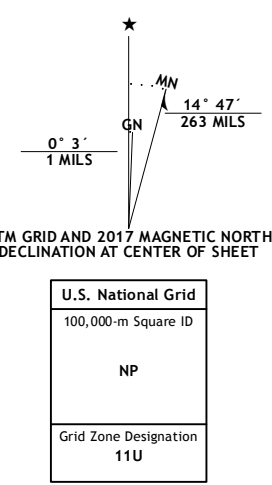 ★
MN
GN
14° 47´
263 MILS
0° 3´
1 MILS
TM GRID AND 2017 MAGNETIC NORTH
DECLINATION AT CENTER OF SHEET
U.S. National Grid
100,000-m Square ID
NP
Grid Zone Designation
11U